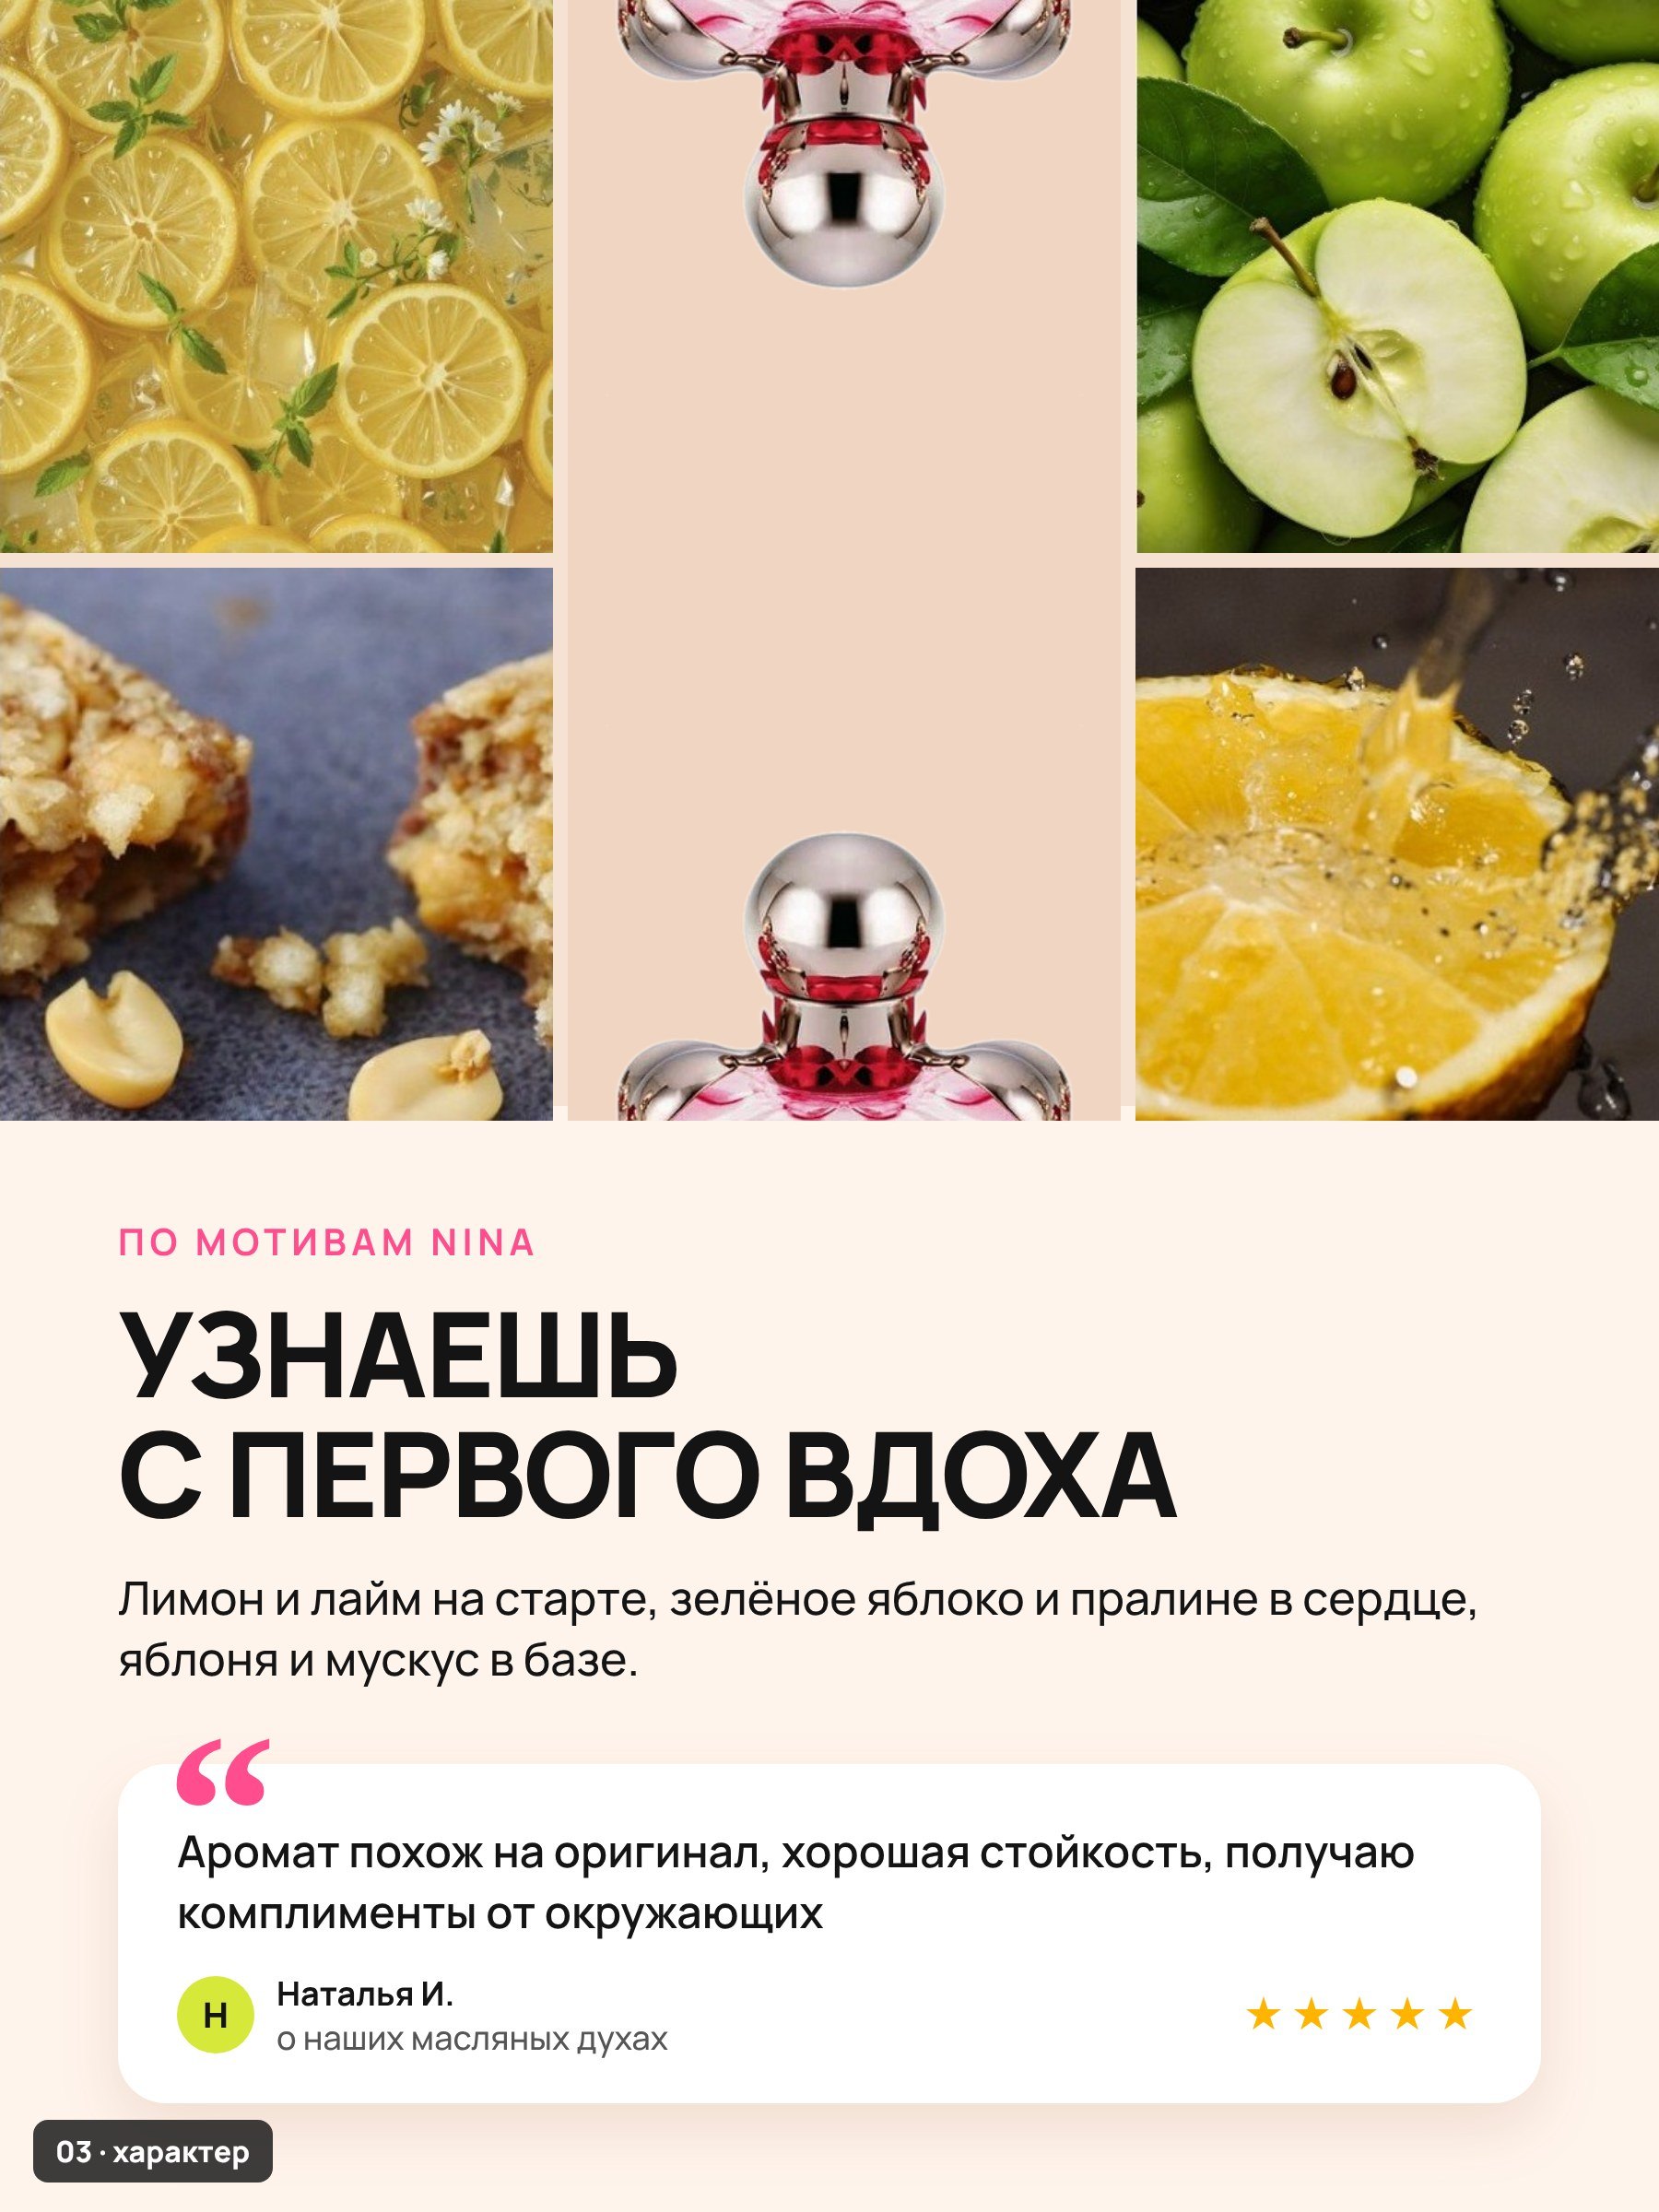 ПО МОТИВАМ NINA
УЗНАЕШЬ
С ПЕРВОГО ВДОХА
Лимон и лайм на старте, зелёное яблоко и пралине в сердце,
яблоня и мускус в базе.
“
Аромат похож на оригинал, хорошая стойкость, получаю
комплименты от окружающих
Н
Наталья И.
о наших масляных духах
★★★★★
03 · характер